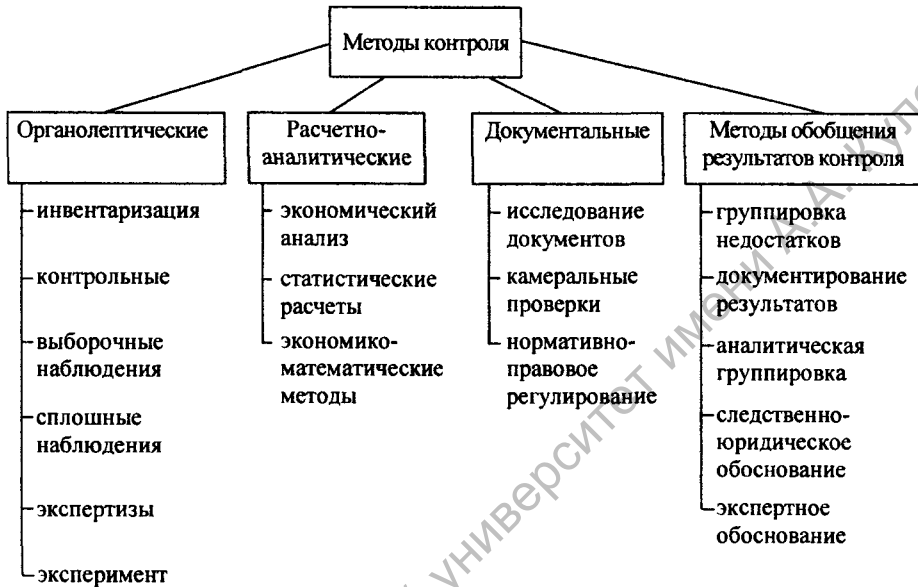 Методы контроля
Органолептические
инвентаризация
контрольные
выборочные
наблюдения
сплошные
наблюдения
экспертизы
эксперимент
Расчетно-
аналитические
экономический
анализ
статистические
расчеты
экономико-
математические
методы
Документальные
исследование
документов
камеральные
проверки
нормативно-
правовое
регулирование
Методы обобщения
результатов контроля
группировка
недостатков
документирование
результатов
аналитическая
группировка
следственно-
юридическое
обоснование
экспертное
обоснование
университет имени А.А.